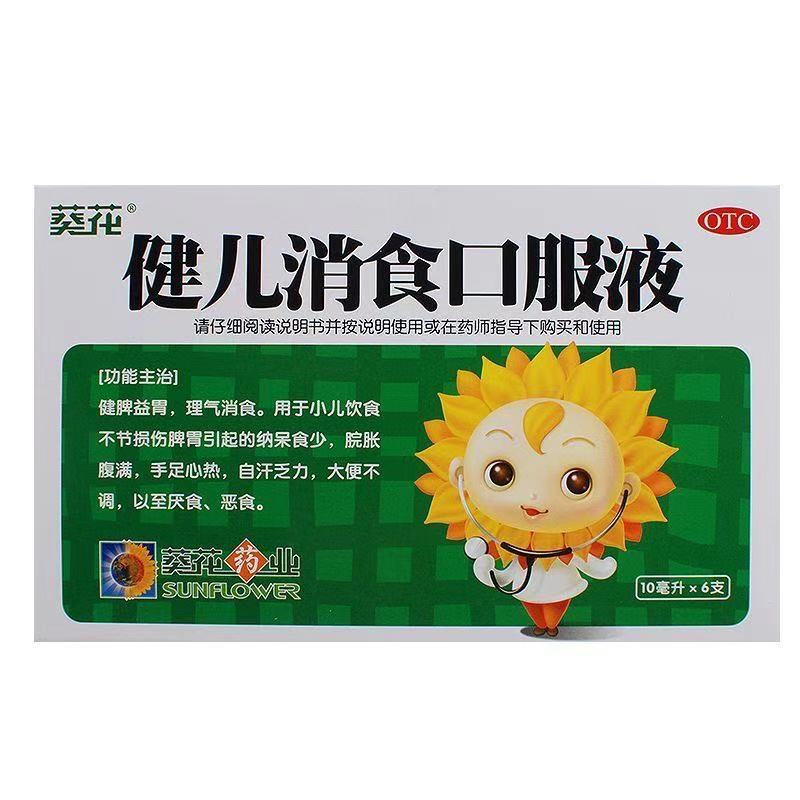 葵花®
OTC
健儿消食口服液
请仔细阅读说明书并按说明使用或在药师指导下购买和使用
[功能主治]
健脾益胃，理气消食。用于小儿饮食
不节损伤脾胃引起的纳呆食少，脘胀
腹满，手足心热，自汗乏力，大便不
调，以至厌食、恶食。
葵花药业
SUNFLOWER
10毫升×6支